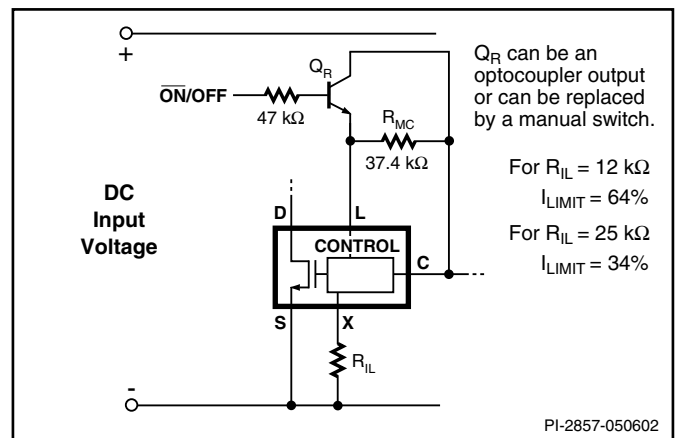 +
Q_R
ON/OFF
47 kΩ
R_MC
37.4 kΩ
Q_R can be an
optocoupler output
or can be replaced
by a manual switch.
For R_IL = 12 kΩ
I_LIMIT = 64%
For R_IL = 25 kΩ
I_LIMIT = 34%
DC
Input
Voltage
D
L
CONTROL
C
S
X
R_IL
-
PI-2857-050602